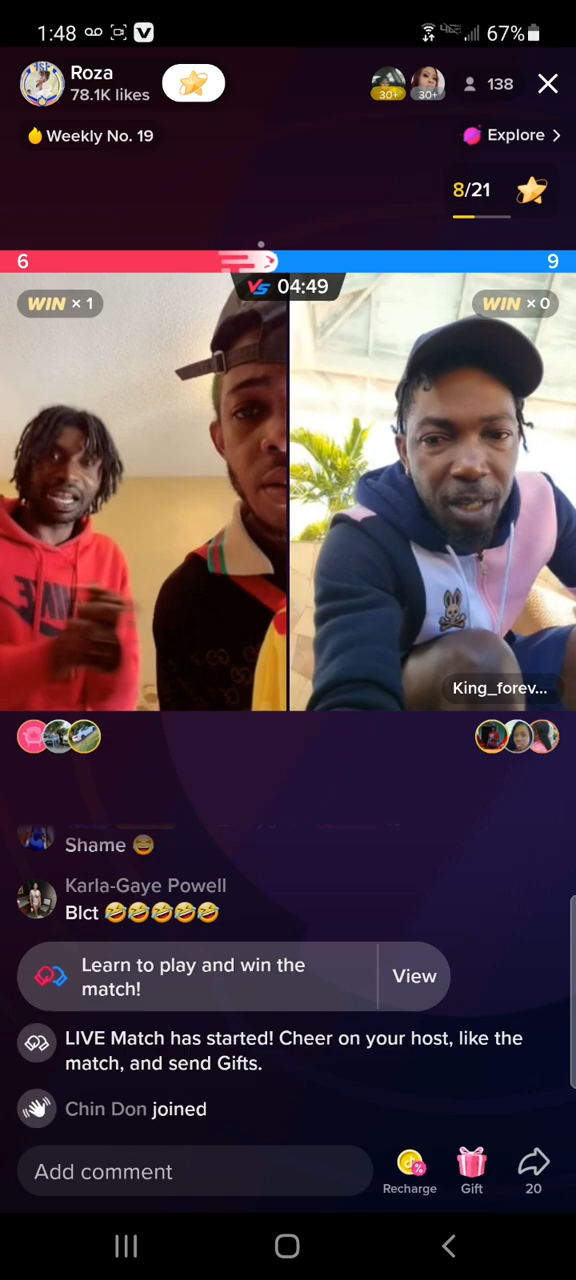 1:48
V
67%
Roza
78.1K likes
30+
30+
138
Weekly No. 19
Explore
8/21
6
9
WIN × 1
VS 04:49
WIN × 0
King_forev...
Shame 😂
Karla-Gaye Powell
Blct 🤣🤣🤣🤣🤣
Learn to play and win the
match!
View
LIVE Match has started! Cheer on your host, like the
match, and send Gifts.
Chin Don joined
Add comment
Recharge
Gift
20